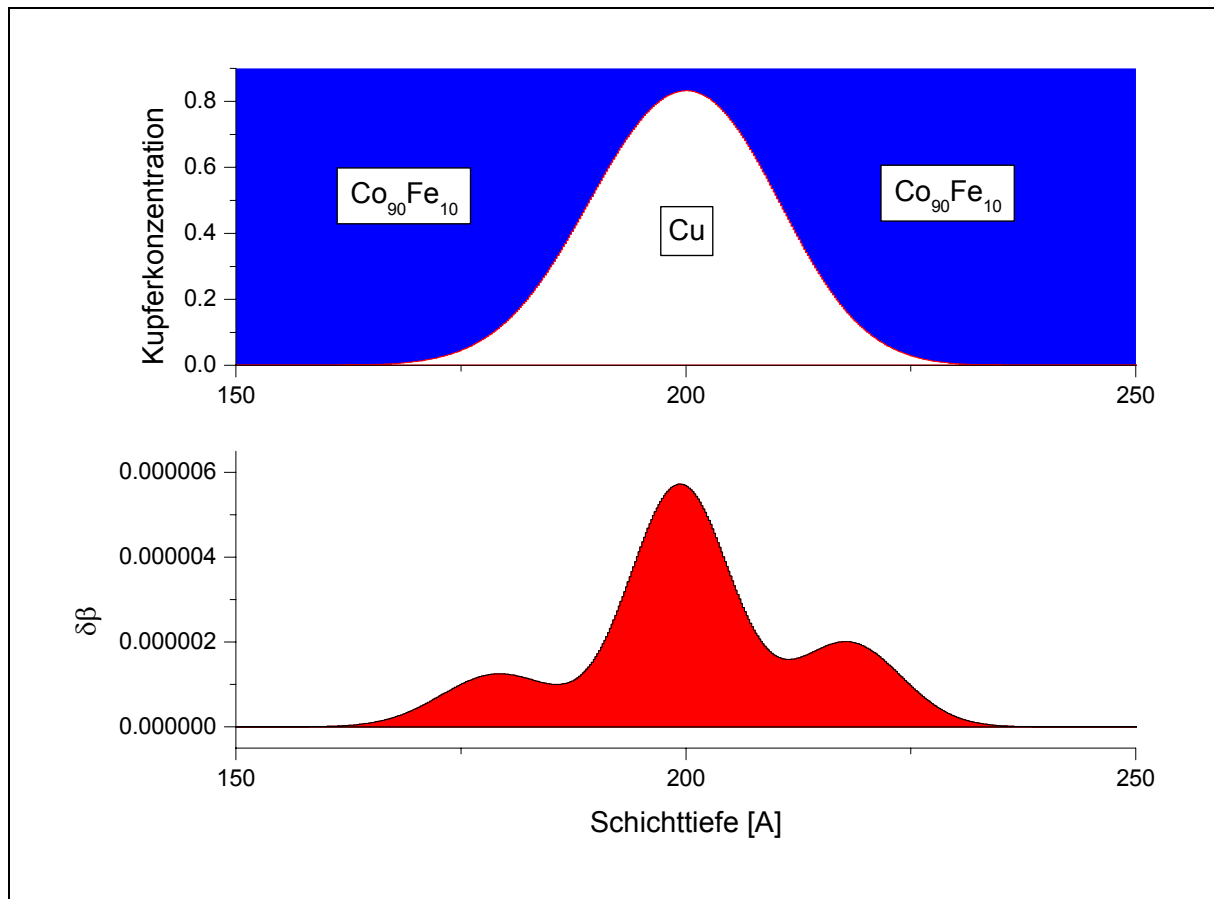 Kupferkonzentration
0.8
0.6
0.4
0.2
0.0
Co₉₀Fe₁₀
Cu
Co₉₀Fe₁₀
150
200
250
δβ
0.000006
0.000004
0.000002
0.000000
150
200
250
Schichttiefe [A]